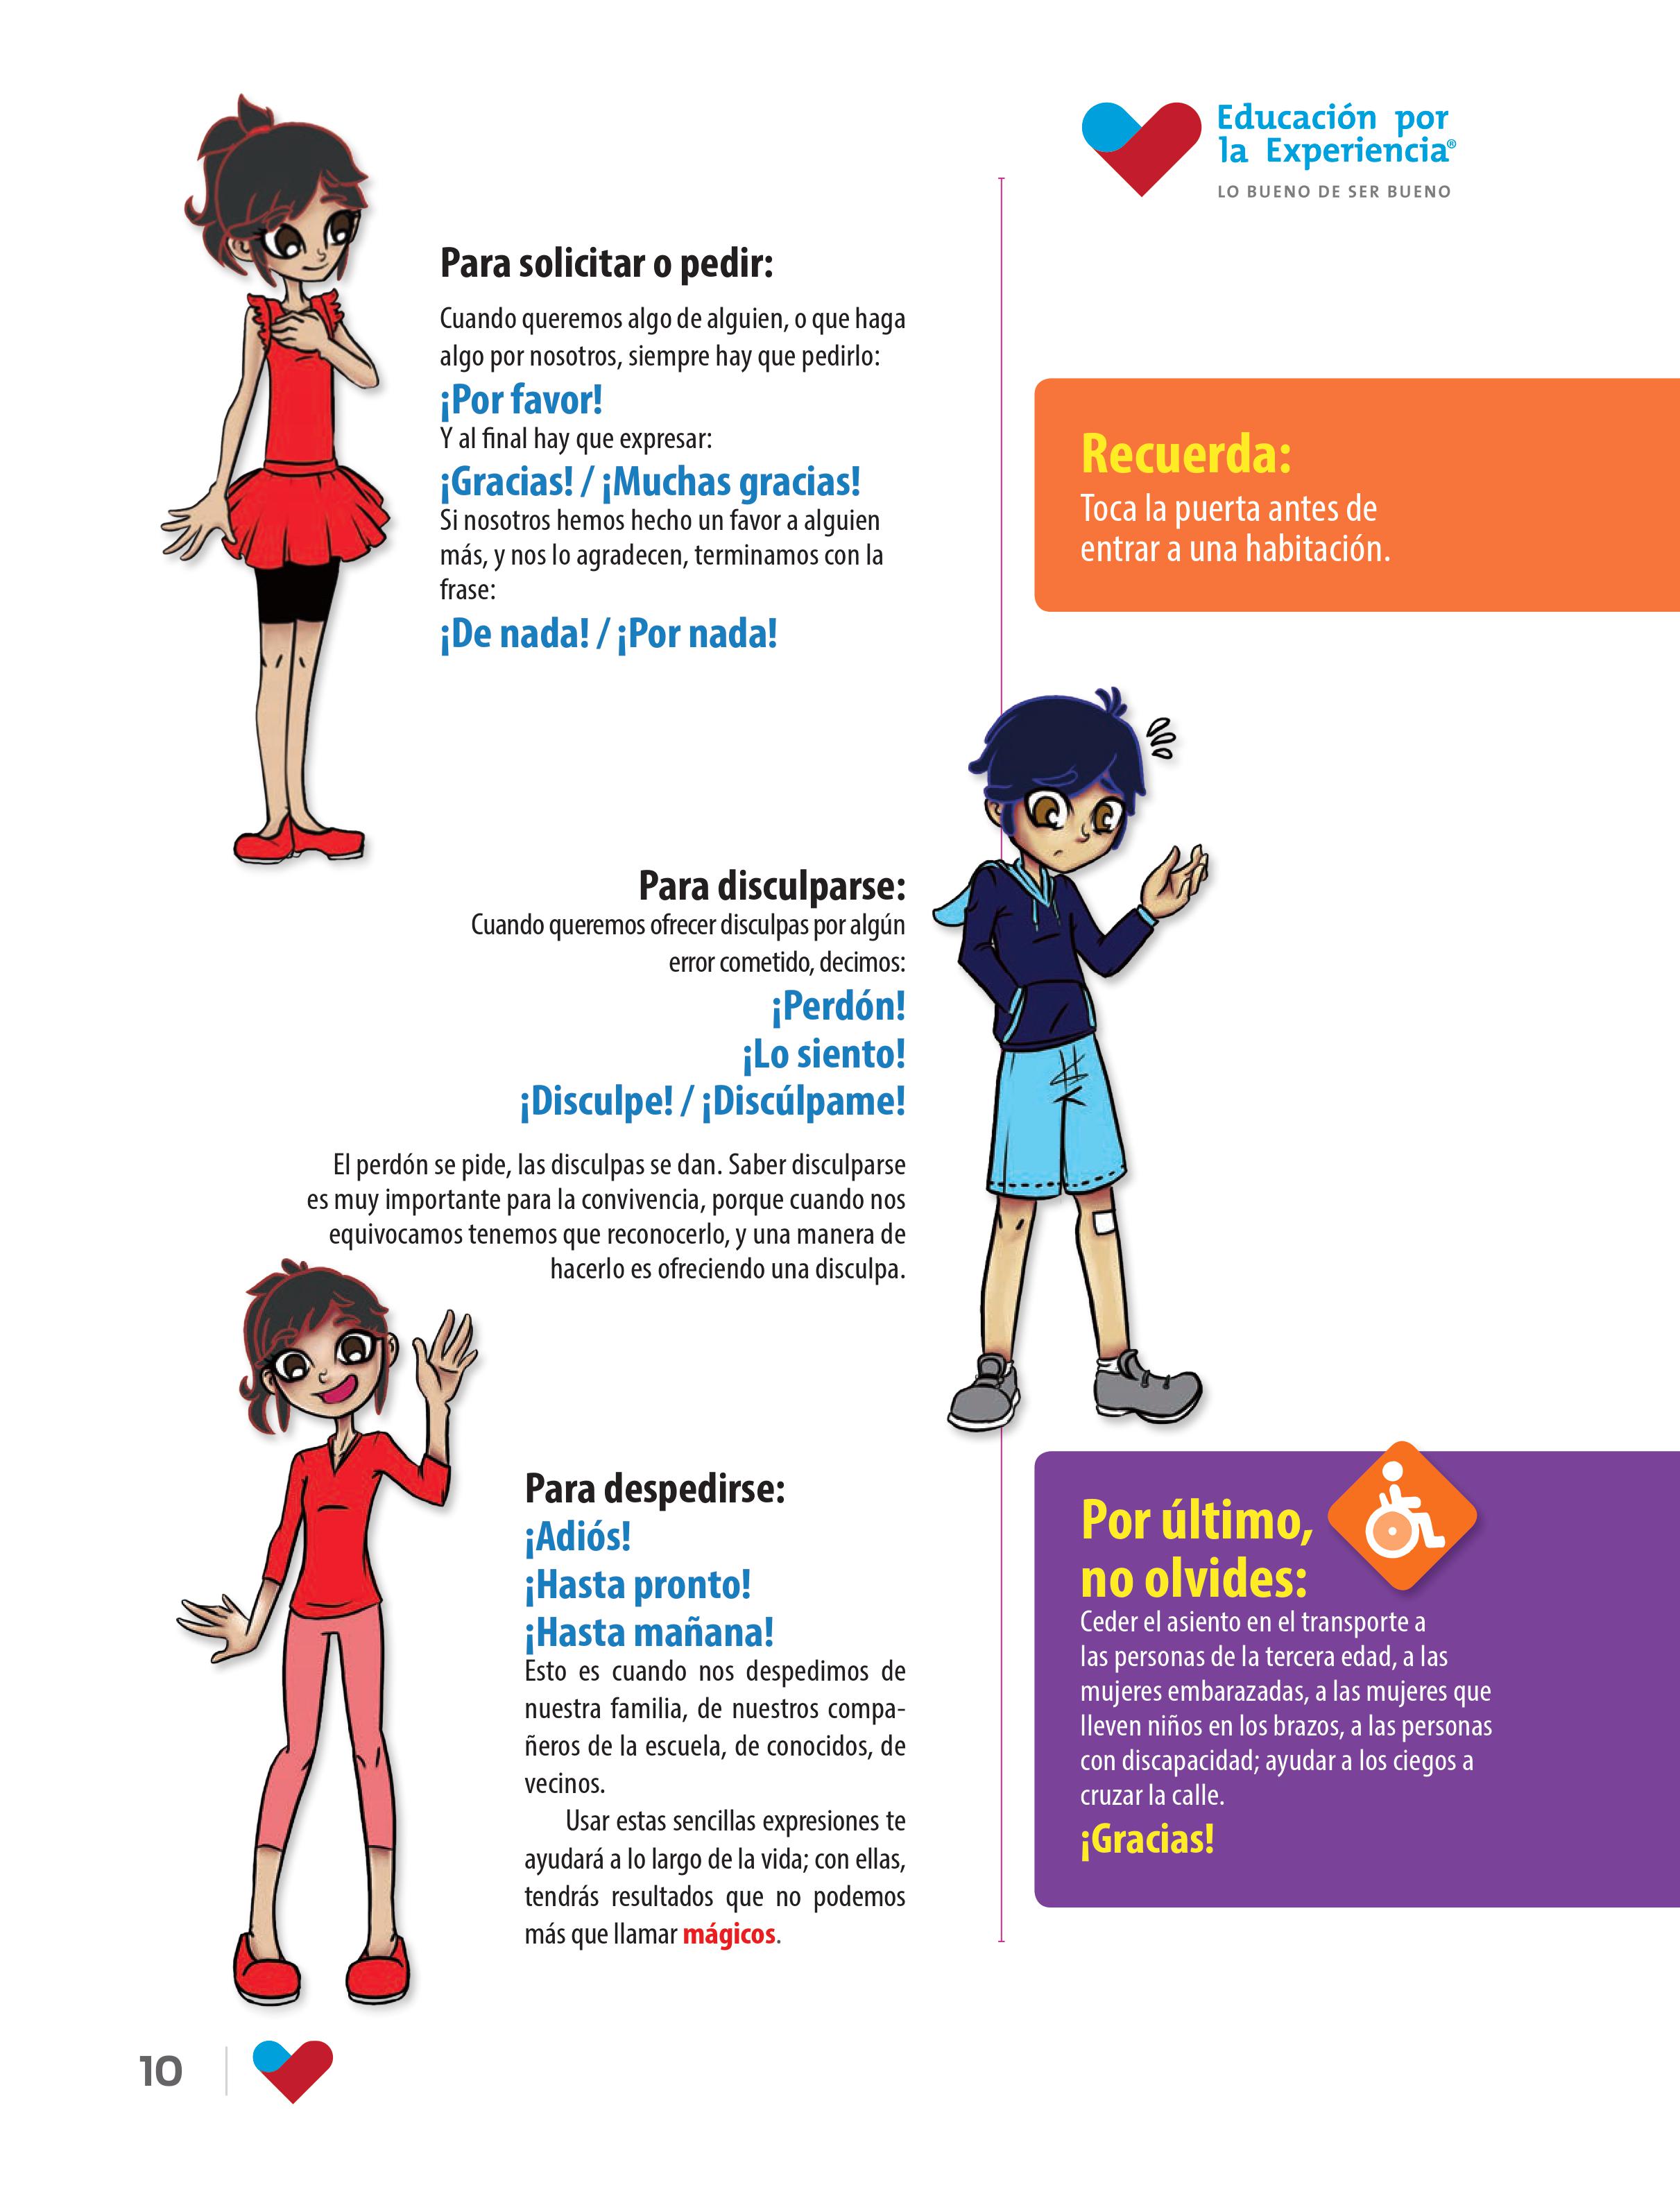 Educación por
la Experiencia®
LO BUENO DE SER BUENO
Para solicitar o pedir:
Cuando queremos algo de alguien, o que haga
algo por nosotros, siempre hay que pedirlo:
¡Por favor!
Y al final hay que expresar:
¡Gracias! / ¡Muchas gracias!
Si nosotros hemos hecho un favor a alguien
más, y nos lo agradecen, terminamos con la
frase:
¡De nada! / ¡Por nada!
Recuerda:
Toca la puerta antes de
entrar a una habitación.
Para disculparse:
Cuando queremos ofrecer disculpas por algún
error cometido, decimos:
¡Perdón!
¡Lo siento!
¡Disculpe! / ¡Discúlpame!
El perdón se pide, las disculpas se dan. Saber disculparse
es muy importante para la convivencia, porque cuando nos
equivocamos tenemos que reconocerlo, y una manera de
hacerlo es ofreciendo una disculpa.
Para despedirse:
¡Adiós!
¡Hasta pronto!
¡Hasta mañana!
Esto es cuando nos despedimos de
nuestra familia, de nuestros compa-
ñeros de la escuela, de conocidos, de
vecinos.
Usar estas sencillas expresiones te
ayudará a lo largo de la vida; con ellas,
tendrás resultados que no podemos
más que llamar mágicos.
Por último,
no olvides:
Ceder el asiento en el transporte a
las personas de la tercera edad, a las
mujeres embarazadas, a las mujeres que
lleven niños en los brazos, a las personas
con discapacidad; ayudar a los ciegos a
cruzar la calle.
¡Gracias!
10